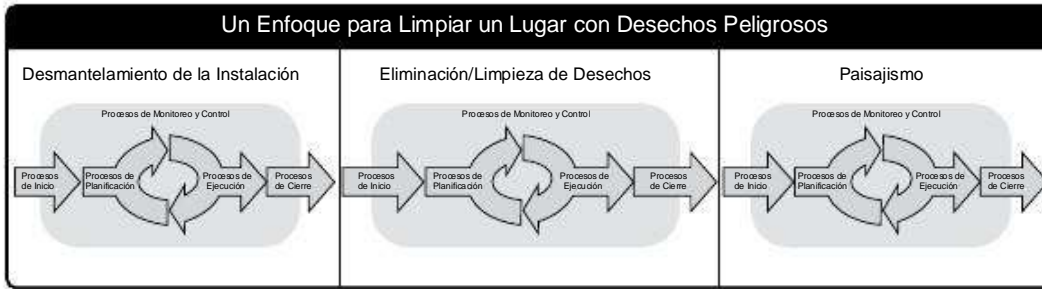 Un Enfoque para Limpiar un Lugar con Desechos Peligrosos
Desmantelamiento de la Instalación
Procesos de Monitoreo y Control
Procesos
de Inicio
Procesos de
Planificación
Procesos
de Ejecución
Procesos
de Cierre
Eliminación/Limpieza de Desechos
Procesos de Monitoreo y Control
Procesos
de Inicio
Procesos de
Planificación
Procesos de
Ejecución
Procesos
de Cierre
Paisajismo
Procesos de Monitoreo y Control
Procesos
de Inicio
Procesos de
Planificación
Procesos
de Ejecución
Procesos
de Cierre